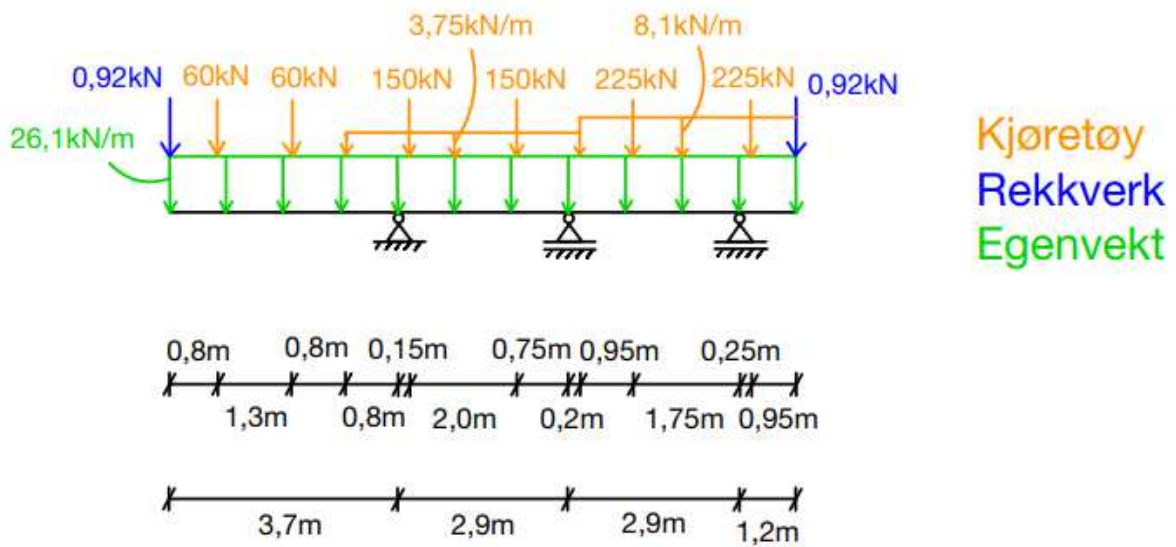 3,75kN/m 8,1kN/m
0,92kN 60kN 60kN 150kN 150kN 225kN 225kN 0,92kN
26,1kN/m
Kjøretøy
Rekkverk
Egenvekt
0,8m 0,8m 0,15m 0,75m 0,95m 0,25m
1,3m 0,8m 2,0m 0,2m 1,75m 0,95m
3,7m 2,9m 2,9m 1,2m